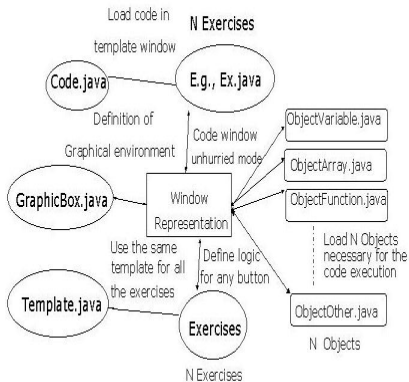 Load code in
template window
N Exercises
Code.java
E.g., Ex.java
Definition of
Graphical environment
Code window
unhurried mode
ObjectVariable.java
ObjectArray.java
ObjectFunction.java
GraphicBox.java
Window
Representation
Use the same
template for all
the exercises
Define logic
for any button
Load N Objects
necessary for the
code execution
Template.java
Exercises
ObjectOther.java
N Objects
N Exercises